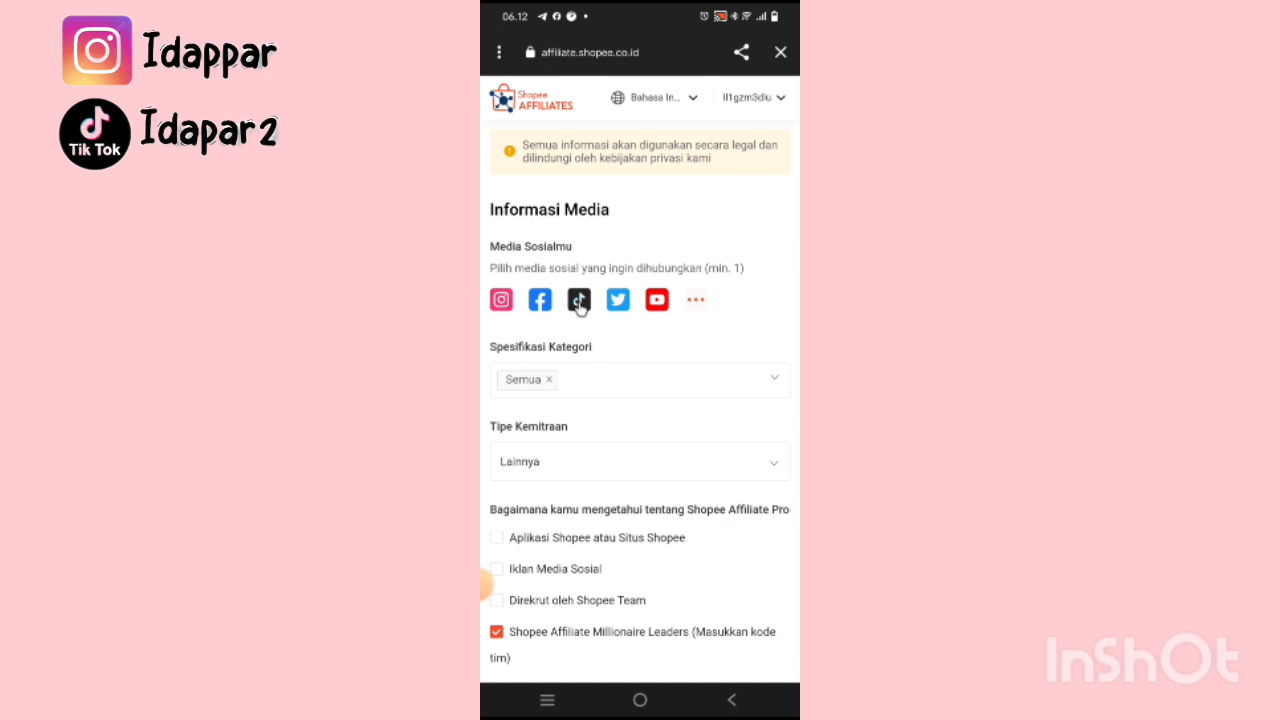 Idappar
Tik Tok
Idapar2
06.12
affiliate.shopee.co.id
Shopee
AFFILIATES
Bahasa In...
ll1gzm3dlu
Semua informasi akan digunakan secara legal dan
dilindungi oleh kebijakan privasi kami
Informasi Media
Media Sosialmu
Pilih media sosial yang ingin dihubungkan (min. 1)
Spesifikasi Kategori
Semua
Tipe Kemitraan
Lainnya
Bagaimana kamu mengetahui tentang Shopee Affiliate Pro
Aplikasi Shopee atau Situs Shopee
Iklan Media Sosial
Direkrut oleh Shopee Team
Shopee Affiliate Millionaire Leaders (Masukkan kode
tim)
InShOt